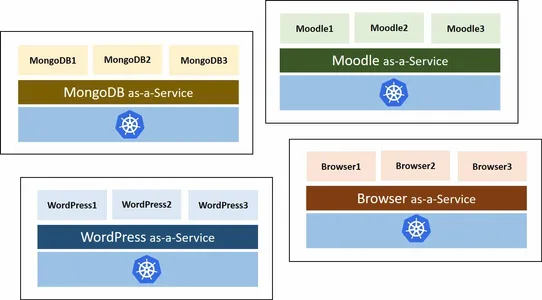 MongoDB1 MongoDB2 MongoDB3
MongoDB as-a-Service
Moodle1 Moodle2 Moodle3
Moodle as-a-Service
WordPress1 WordPress2 WordPress3
WordPress as-a-Service
Browser1 Browser2 Browser3
Browser as-a-Service